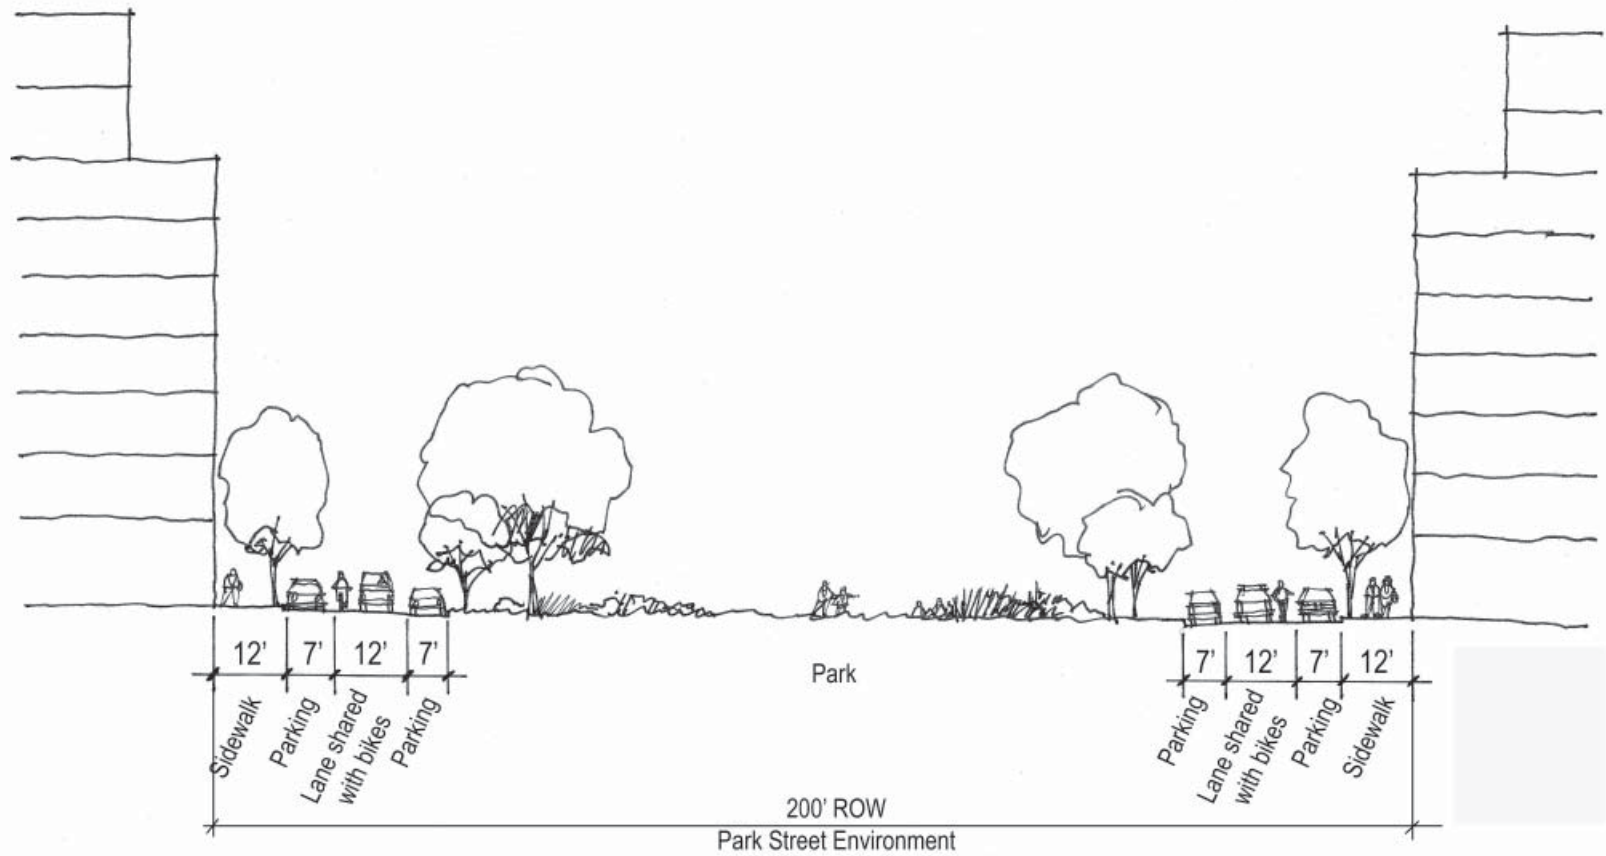 12’ 7’ 12’ 7’
Sidewalk
Parking
Lane shared
with bikes
Parking
Park
7’ 12’ 7’ 12’
Parking
Lane shared
with bikes
Parking
Sidewalk
200’ ROW
Park Street Environment